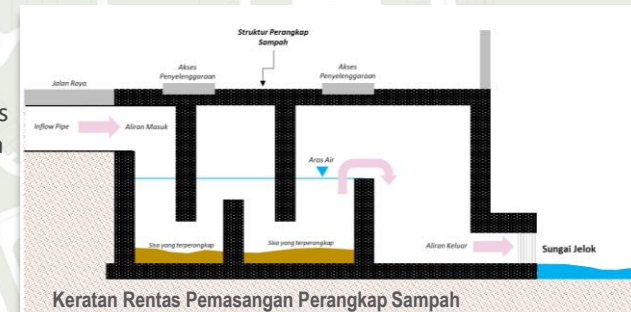 Struktur Perangkap
Sampah
Akses
Penyelenggaraan
Akses
Penyelenggaraan
Jalan Raya
Inflow Pipe
Aliran Masuk
Aras Air
Sisa yang terperangkap
Sisa yang terperangkap
Aliran Keluar
Sungai Jelok
Keratan Rentas Pemasangan Perangkap Sampah